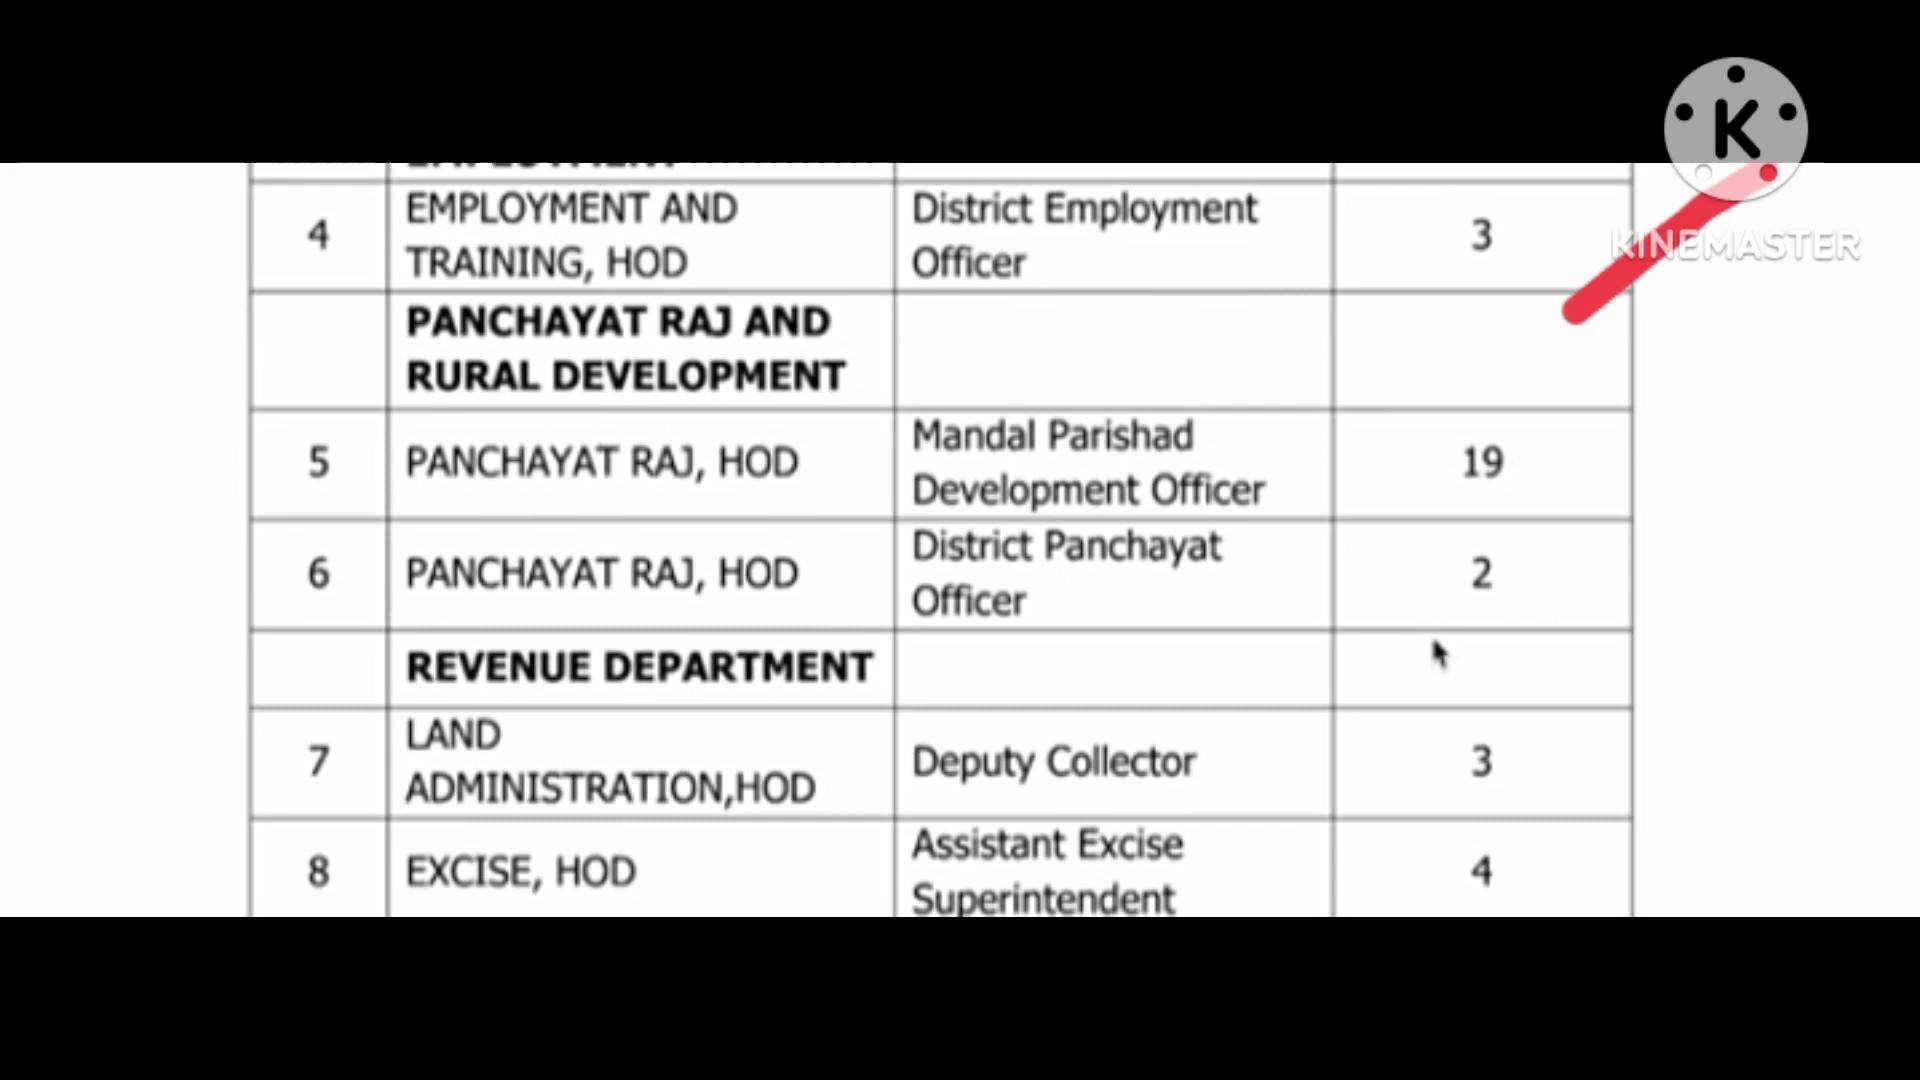 K
KINEMASTER
4
EMPLOYMENT AND
TRAINING, HOD
District Employment
Officer
3
PANCHAYAT RAJ AND
RURAL DEVELOPMENT
5
PANCHAYAT RAJ, HOD
Mandal Parishad
Development Officer
19
6
PANCHAYAT RAJ, HOD
District Panchayat
Officer
2
REVENUE DEPARTMENT
7
LAND
ADMINISTRATION,HOD
Deputy Collector
3
8
EXCISE, HOD
Assistant Excise
Superintendent
4